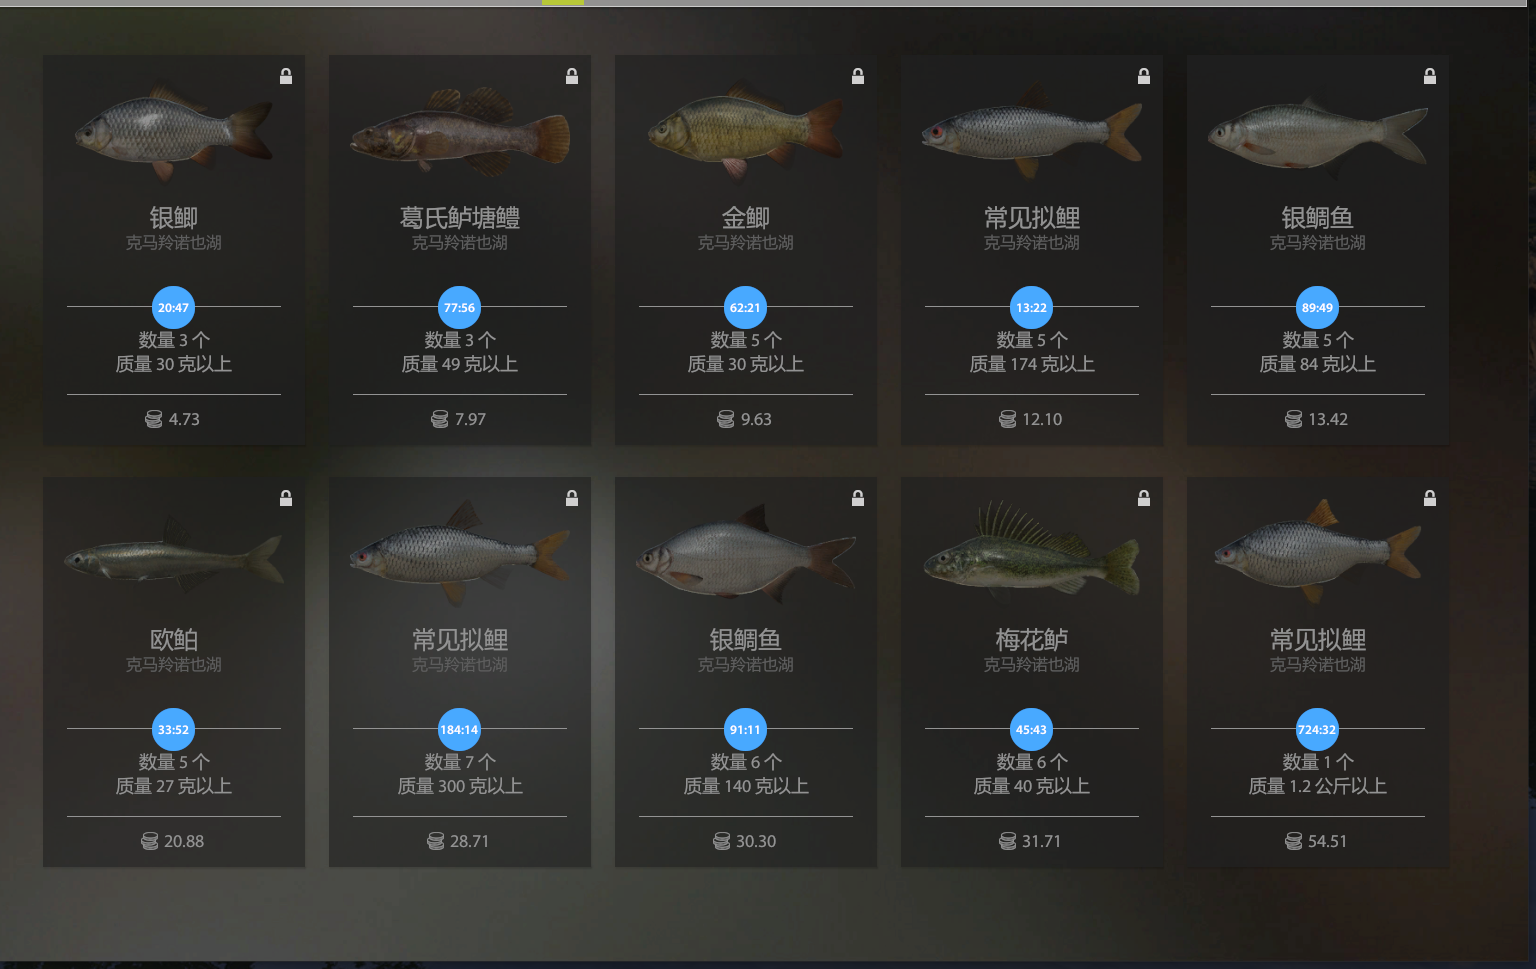 银鲫
克马羚诺也湖
20:47
数量 3 个
质量 30 克以上
4.73
葛氏鲈塘鳢
克马羚诺也湖
77:56
数量 3 个
质量 49 克以上
7.97
金鲫
克马羚诺也湖
62:21
数量 5 个
质量 30 克以上
9.63
常见拟鲤
克马羚诺也湖
13:22
数量 5 个
质量 174 克以上
12.10
银鲷鱼
克马羚诺也湖
89:49
数量 5 个
质量 84 克以上
13.42
欧鲌
克马羚诺也湖
33:52
数量 5 个
质量 27 克以上
20.88
常见拟鲤
克马羚诺也湖
184:14
数量 7 个
质量 300 克以上
28.71
银鲷鱼
克马羚诺也湖
91:11
数量 6 个
质量 140 克以上
30.30
梅花鲈
克马羚诺也湖
45:43
数量 6 个
质量 40 克以上
31.71
常见拟鲤
克马羚诺也湖
724:32
数量 1 个
质量 1.2 公斤以上
54.51